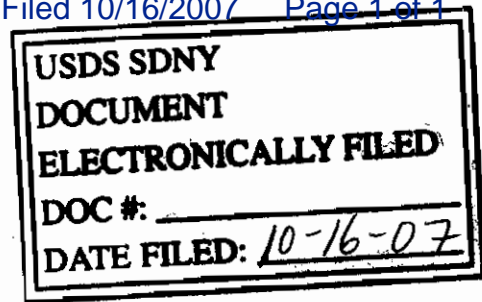 Filed 10/16/2007 Page 1 of 1
USDS SDNY
DOCUMENT
ELECTRONICALLY FILED
DOC #:
DATE FILED: 10-16-07